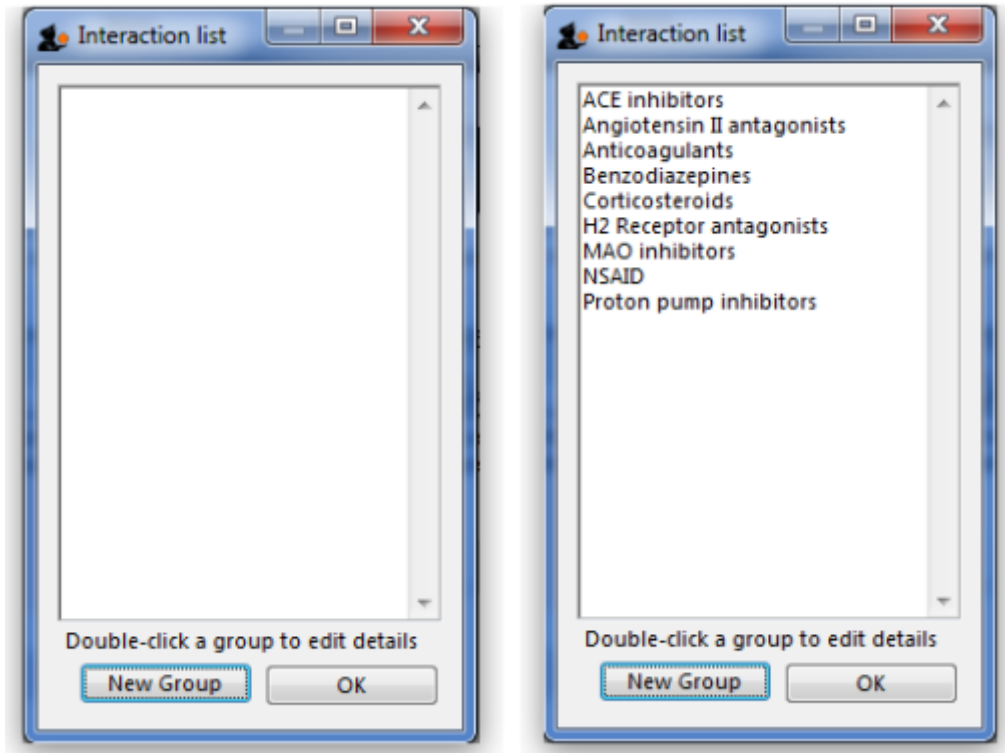 Interaction list
Double-click a group to edit details
New Group
OK
Interaction list
ACE inhibitors
Angiotensin II antagonists
Anticoagulants
Benzodiazepines
Corticosteroids
H2 Receptor antagonists
MAO inhibitors
NSAID
Proton pump inhibitors
Double-click a group to edit details
New Group
OK